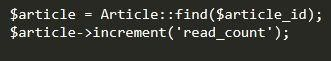 $article = Article::find($article_id);
$article->increment('read_count');